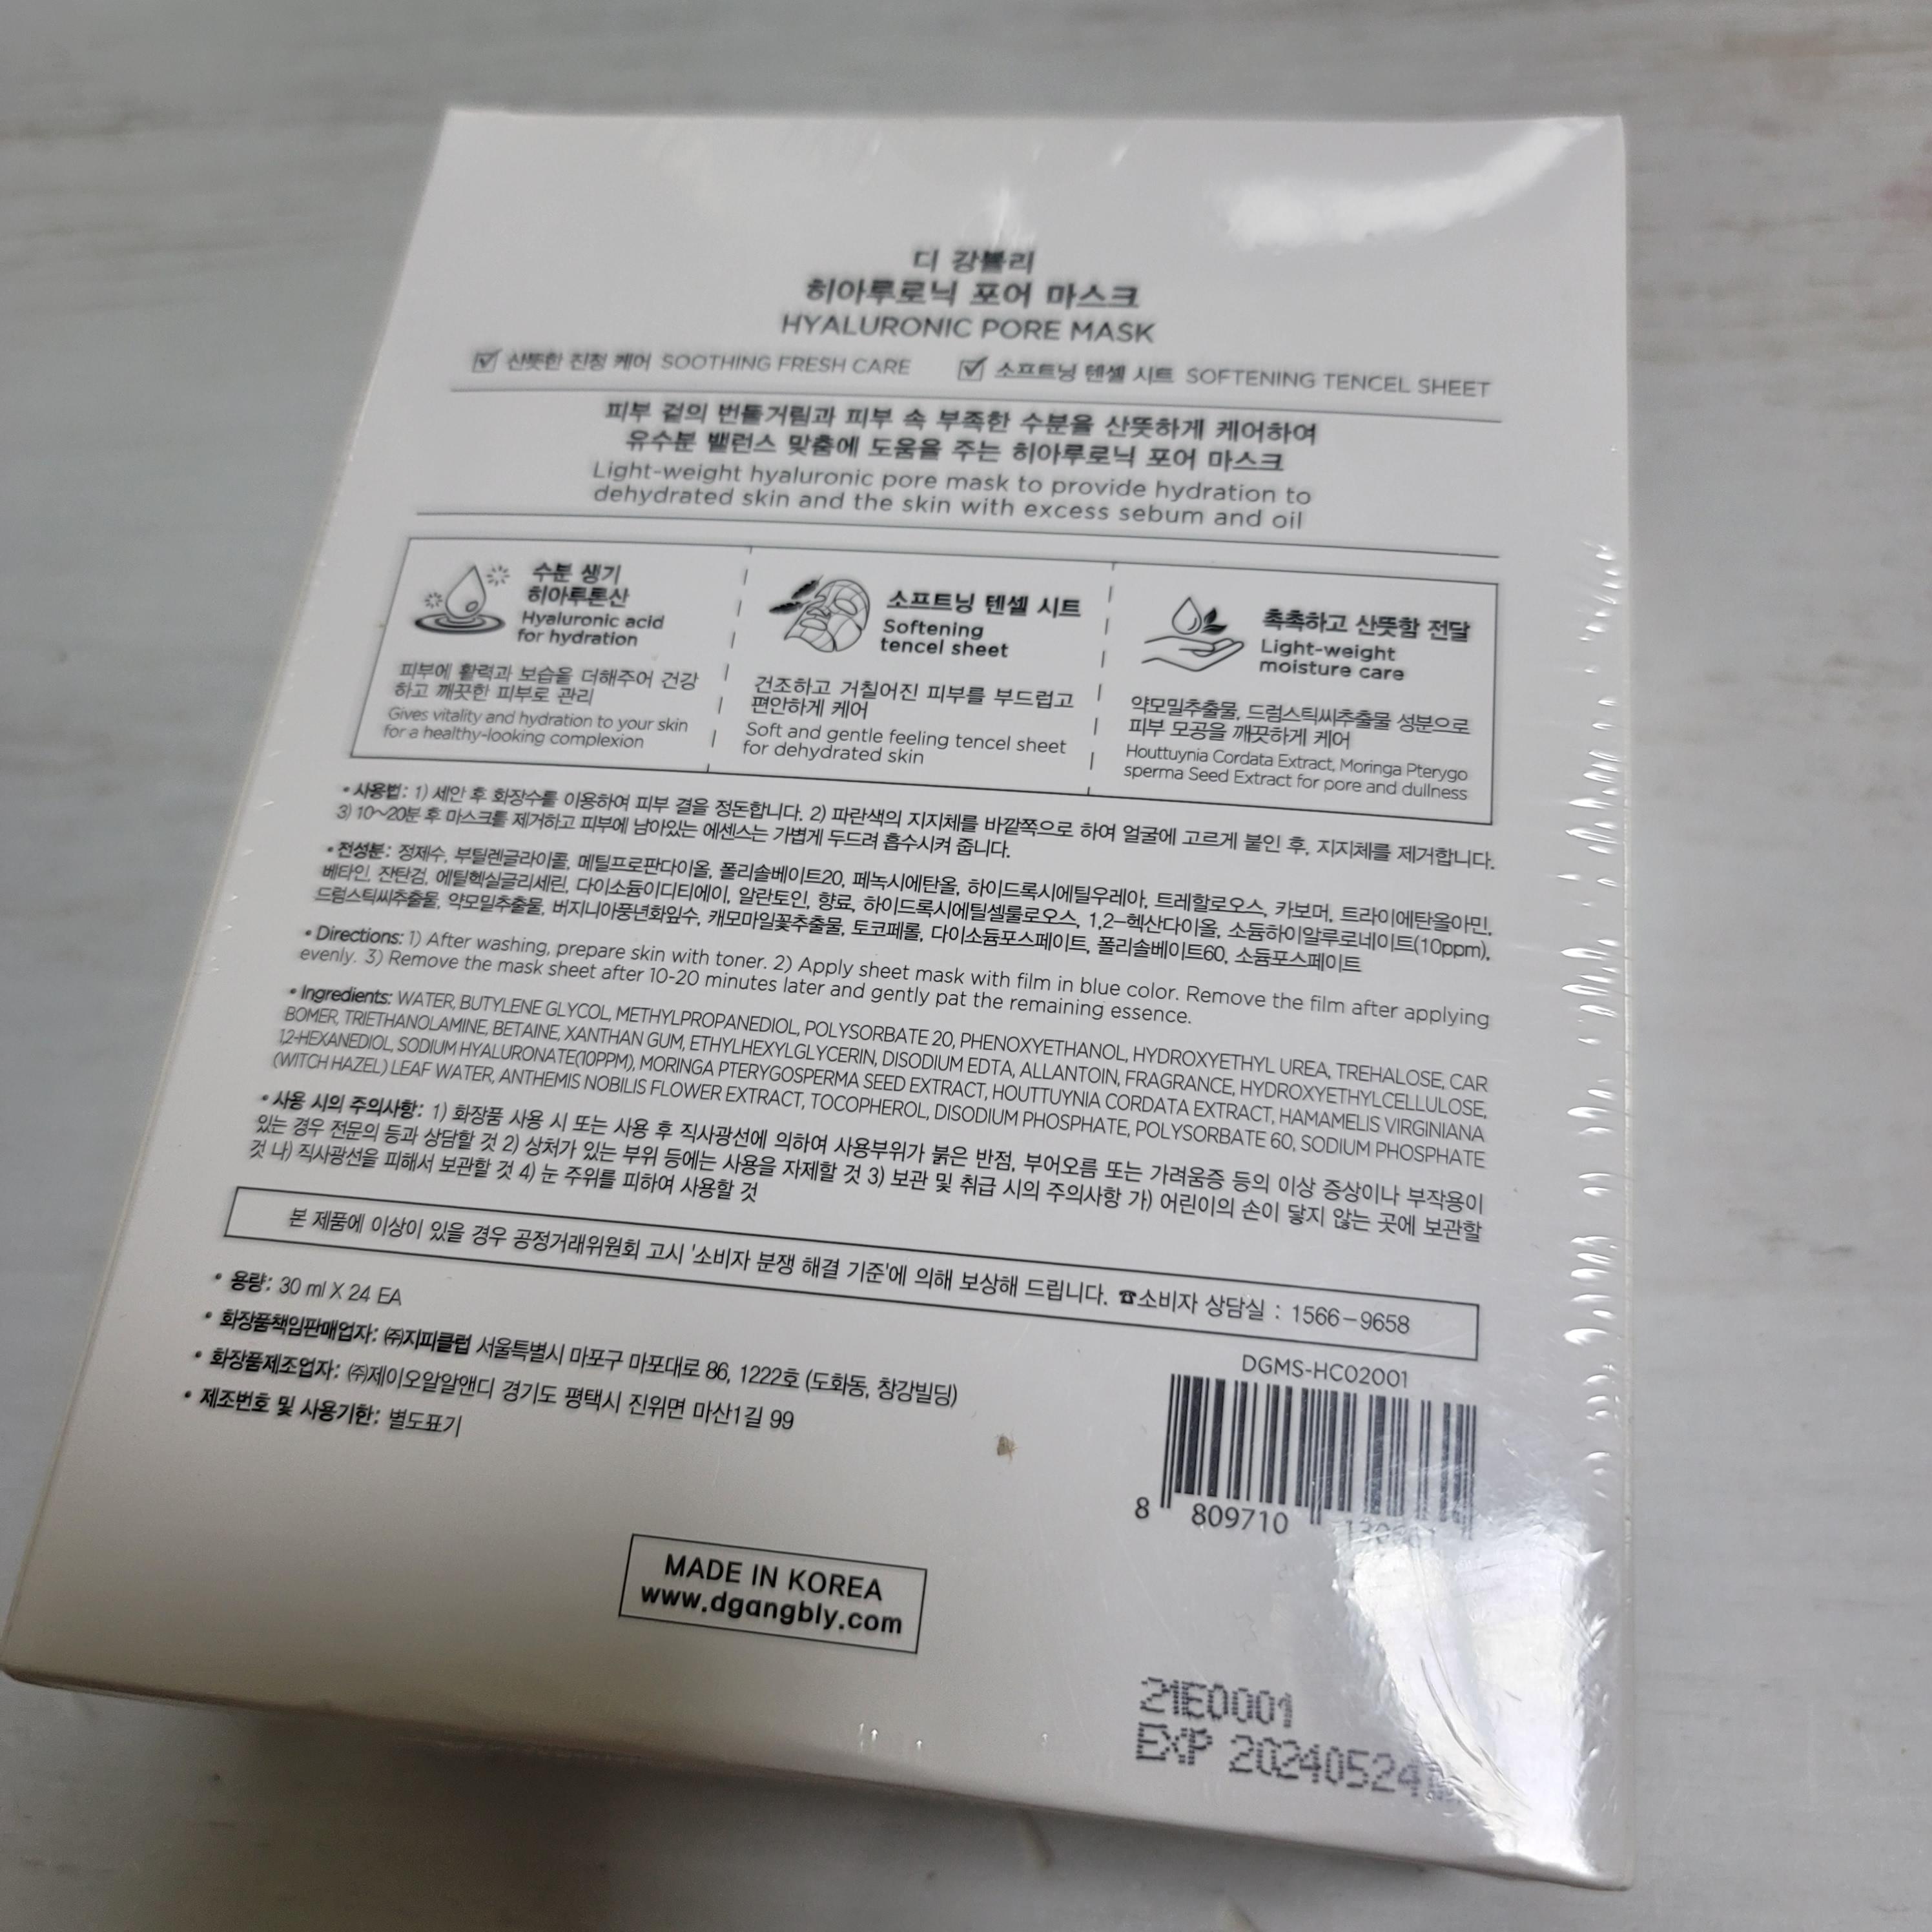 디 강블리
히아루로닉 포어 마스크
HYALURONIC PORE MASK
산뜻한 진정 케어 SOOTHING FRESH CARE
소프트닝 텐셀 시트 SOFTENING TENCEL SHEET
피부 겉의 번들거림과 피부 속 부족한 수분을 산뜻하게 케어하여
유수분 밸런스 맞춤에 도움을 주는 히아루로닉 포어 마스크
Light-weight hyaluronic pore mask to provide hydration to
dehydrated skin and the skin with excess sebum and oil
수분 생기
히아루론산
Hyaluronic acid
for hydration
피부에 활력과 보습을 더해주어 건강
하고 깨끗한 피부로 관리
Gives vitality and hydration to your skin
for a healthy-looking complexion
소프트닝 텐셀 시트
Softening
tencel sheet
건조하고 거칠어진 피부를 부드럽고
편안하게 케어
Soft and gentle feeling tencel sheet
for dehydrated skin
촉촉하고 산뜻함 전달
Light-weight
moisture care
약모밀추출물, 드럼스틱씨추출물 성분으로
피부 모공을 깨끗하게 케어
Houttuynia Cordata Extract, Moringa Pterygo
sperma Seed Extract for pore and dullness
• 사용법: 1) 세안 후 화장수를 이용하여 피부 결을 정돈합니다. 2) 파란색의 지지체를 바깥쪽으로 하여 얼굴에 고르게 붙인 후, 지지체를 제거합니다.
3) 10~20분 후 마스크를 제거하고 피부에 남아있는 에센스는 가볍게 두드려 흡수시켜 줍니다.
• 전성분: 정제수, 부틸렌글라이콜, 메틸프로판다이올, 폴리솔베이트20, 페녹시에탄올, 하이드록시에틸우레아, 트레할로오스, 카보머, 트라이에탄올아민,
베타인, 잔탄검, 에틸헥실글리세린, 다이소듐이디티에이, 알란토인, 향료, 하이드록시에틸셀룰로오스, 1,2-헥산다이올, 소듐하이알루로네이트(10ppm),
드럼스틱씨추출물, 약모밀추출물, 버지니아풍년화잎수, 캐모마일꽃추출물, 토코페롤, 다이소듐포스페이트, 폴리솔베이트60, 소듐포스페이트
• Directions: 1) After washing, prepare skin with toner. 2) Apply sheet mask with film in blue color. Remove the film after applying
evenly. 3) Remove the mask sheet after 10-20 minutes later and gently pat the remaining essence.
• Ingredients: WATER, BUTYLENE GLYCOL, METHYLPROPANEDIOL, POLYSORBATE 20, PHENOXYETHANOL, HYDROXYETHYL UREA, TREHALOSE, CAR
BOMER, TRIETHANOLAMINE, BETAINE, XANTHAN GUM, ETHYLHEXYLGLYCERIN, DISODIUM EDTA, ALLANTOIN, FRAGRANCE, HYDROXYETHYLCELLULOSE,
1,2-HEXANEDIOL, SODIUM HYALURONATE(10PPM), MORINGA PTERYGOSPERMA SEED EXTRACT, HOUTTUYNIA CORDATA EXTRACT, HAMAMELIS VIRGINIANA
(WITCH HAZEL) LEAF WATER, ANTHEMIS NOBILIS FLOWER EXTRACT, TOCOPHEROL, DISODIUM PHOSPHATE, POLYSORBATE 60, SODIUM PHOSPHATE
• 사용 시의 주의사항: 1) 화장품 사용 시 또는 사용 후 직사광선에 의하여 사용부위가 붉은 반점, 부어오름 또는 가려움증 등의 이상 증상이나 부작용이
있는 경우 전문의 등과 상담할 것 2) 상처가 있는 부위 등에는 사용을 자제할 것 3) 보관 및 취급 시의 주의사항 가) 어린이의 손이 닿지 않는 곳에 보관할
것 나) 직사광선을 피해서 보관할 것 4) 눈 주위를 피하여 사용할 것
본 제품에 이상이 있을 경우 공정거래위원회 고시 '소비자 분쟁 해결 기준'에 의해 보상해 드립니다. ☎소비자 상담실 : 1566-9658
• 용량: 30 ml X 24 EA
• 화장품책임판매업자: ㈜지피클럽 서울특별시 마포구 마포대로 86, 1222호 (도화동, 창강빌딩)
• 화장품제조업자: ㈜제이오알알앤디 경기도 평택시 진위면 마산1길 99
• 제조번호 및 사용기한: 별도표기
DGMS-HC02001
8 809710
MADE IN KOREA
www.dgangbly.com
21E0001
EXP 20240524